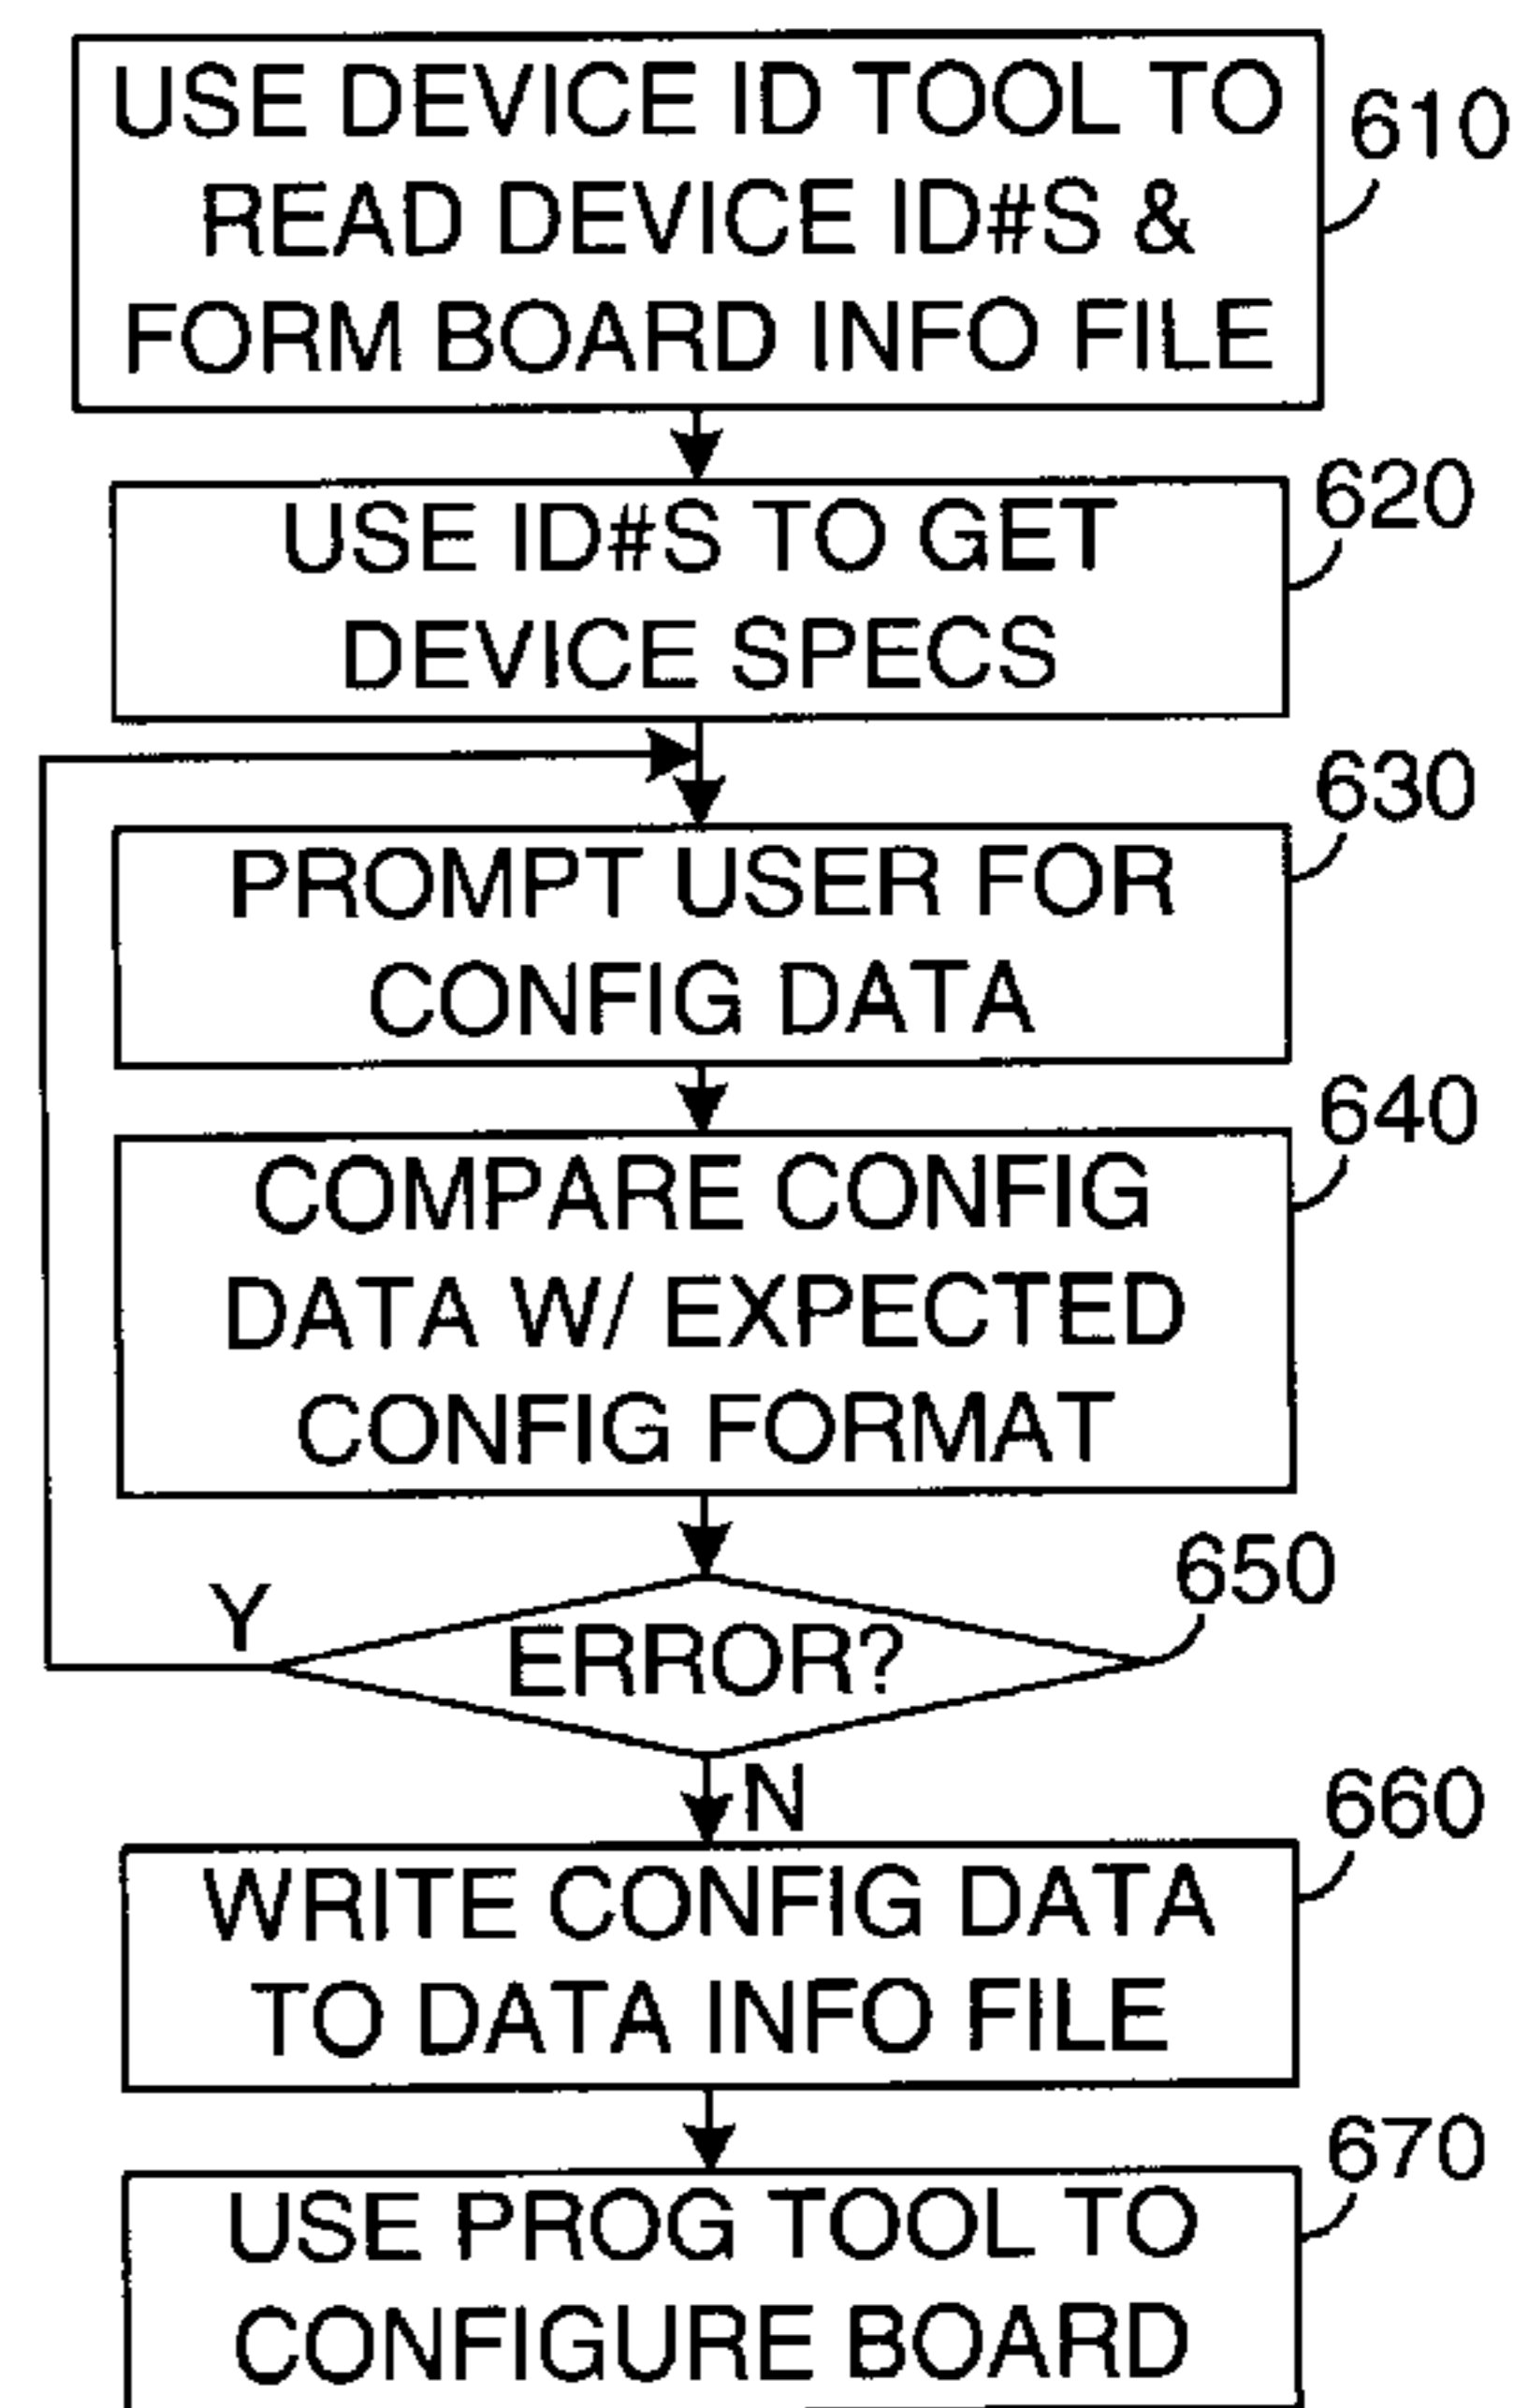 USE DEVICE ID TOOL TO
READ DEVICE ID#S &
FORM BOARD INFO FILE
610
USE ID#S TO GET
DEVICE SPECS
620
PROMPT USER FOR
CONFIG DATA
630
COMPARE CONFIG
DATA W/ EXPECTED
CONFIG FORMAT
640
ERROR?
650
Y
N
WRITE CONFIG DATA
TO DATA INFO FILE
660
USE PROG TOOL TO
CONFIGURE BOARD
670